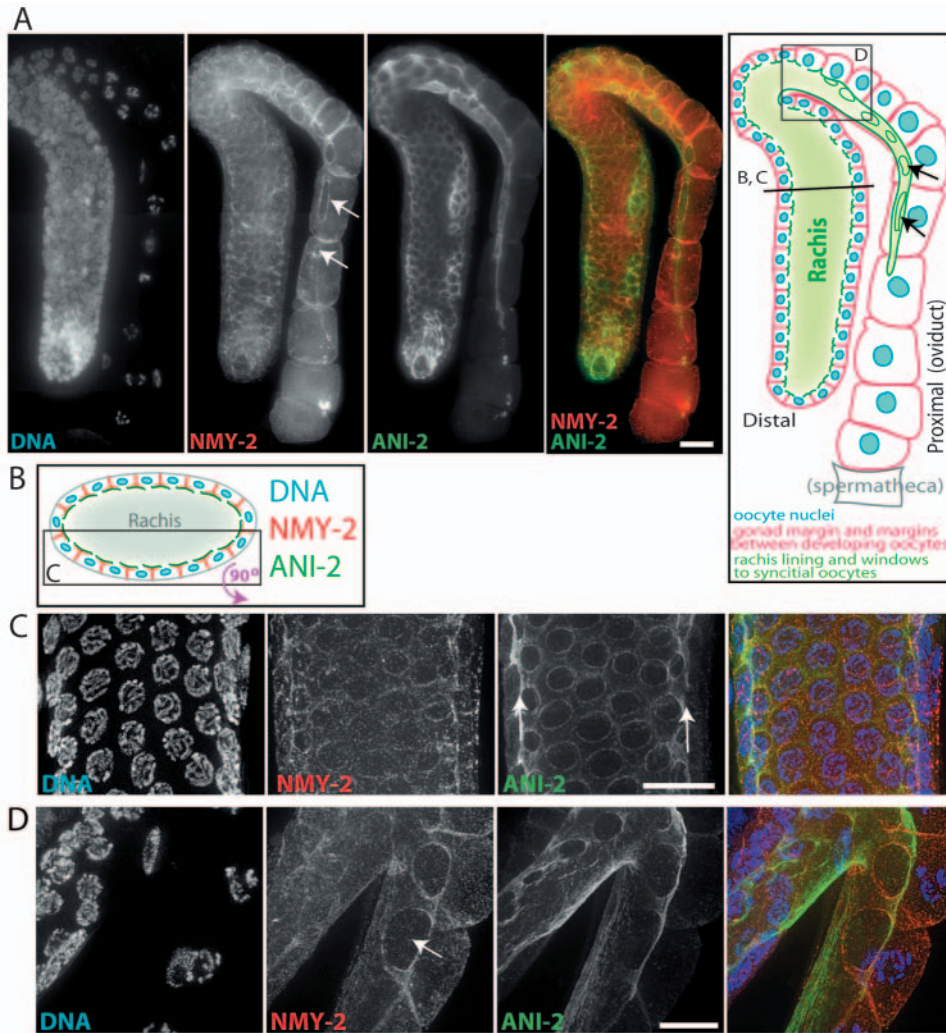 A
DNA
NMY-2
ANI-2
NMY-2
ANI-2
D
B, C
Rachis
Distal
Proximal (oviduct)
(spermatheca)
oocyte nuclei
gonad margin and margins
between developing oocytes
rachis lining and windows
to syncitial oocytes
B
Rachis
C
90°
DNA
NMY-2
ANI-2
C
DNA
NMY-2
ANI-2
D
DNA
NMY-2
ANI-2